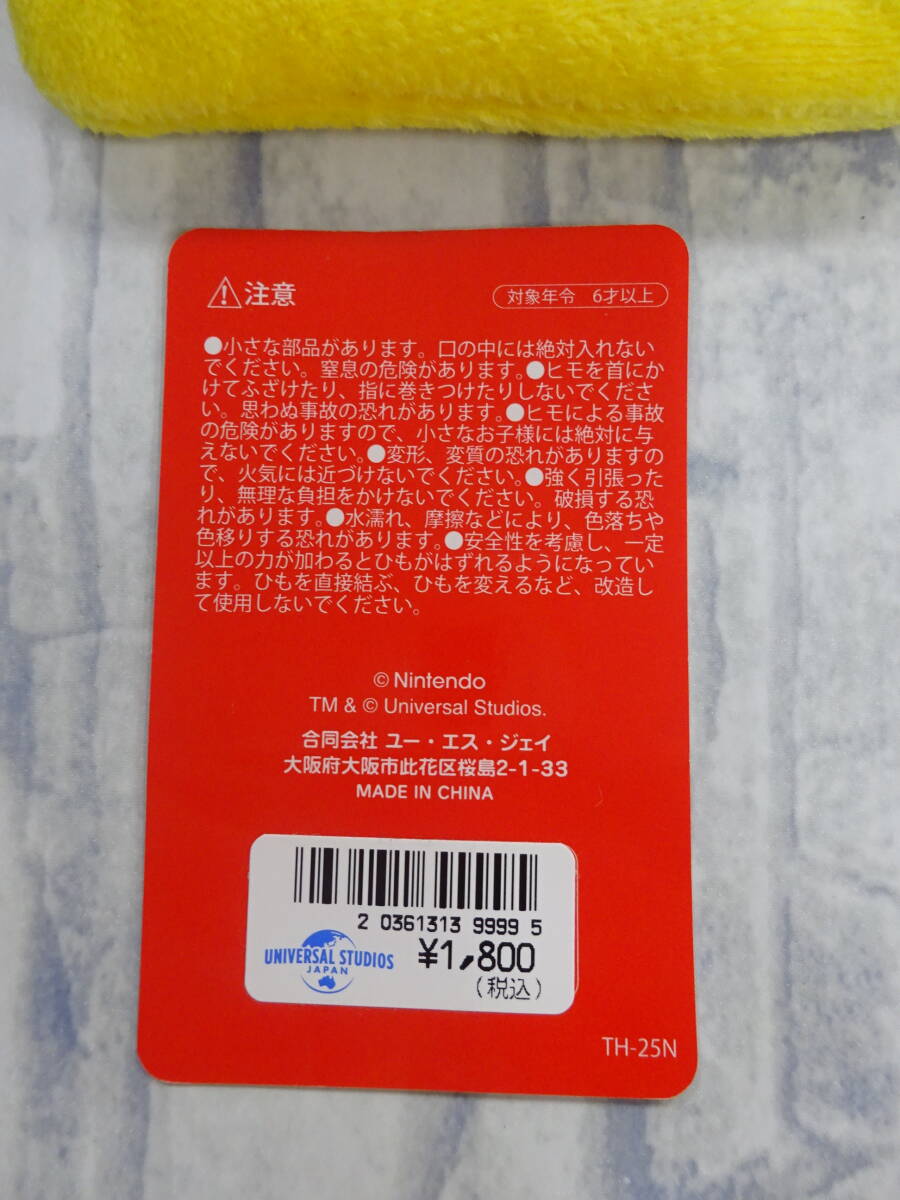 注意
対象年令 6才以上
●小さな部品があります。口の中には絶対入れない
でください。窒息の危険があります。●ヒモを首にか
けてふざけたり、指に巻きつけたりしないでくださ
い。思わぬ事故の恐れがあります。●ヒモによる事故
の危険がありますので、小さなお子様には絶対に与
えないでください。●変形、変質の恐れがありますの
で、火気には近づけないでください。●強く引張った
り、無理な負担をかけないでください。破損する恐
れがあります。●水濡れ、摩擦などにより、色落ちや
色移りする恐れがあります。●安全性を考慮し、一定
以上の力が加わるとひもがはずれるようになってい
ます。ひもを直接結ぶ、ひもを変えるなど、改造し
て使用しないでください。
© Nintendo
TM & © Universal Studios.
合同会社 ユー・エス・ジェイ
大阪府大阪市此花区桜島2-1-33
MADE IN CHINA
2 0361313 9999 5
UNIVERSAL STUDIOS
JAPAN
¥1,800
(税込)
TH-25N